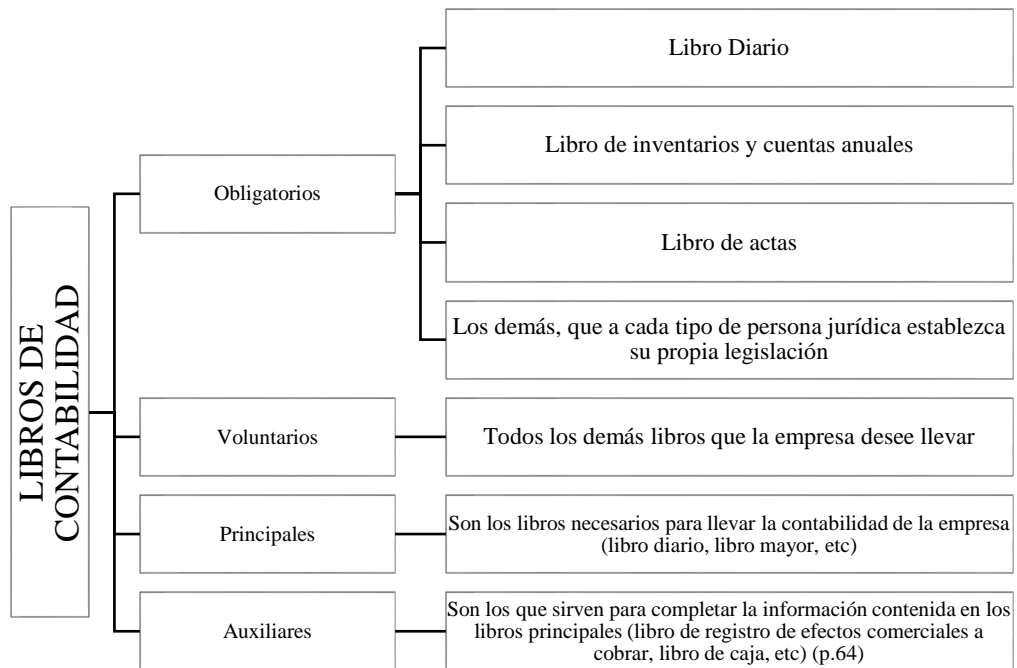 LIBROS DE
CONTABILIDAD
Obligatorios
Libro Diario
Libro de inventarios y cuentas anuales
Libro de actas
Los demás, que a cada tipo de persona jurídica establezca
su propia legislación
Voluntarios
Todos los demás libros que la empresa desee llevar
Principales
Son los libros necesarios para llevar la contabilidad de la empresa
(libro diario, libro mayor, etc)
Auxiliares
Son los que sirven para completar la información contenida en los
libros principales (libro de registro de efectos comerciales a
cobrar, libro de caja, etc) (p.64)